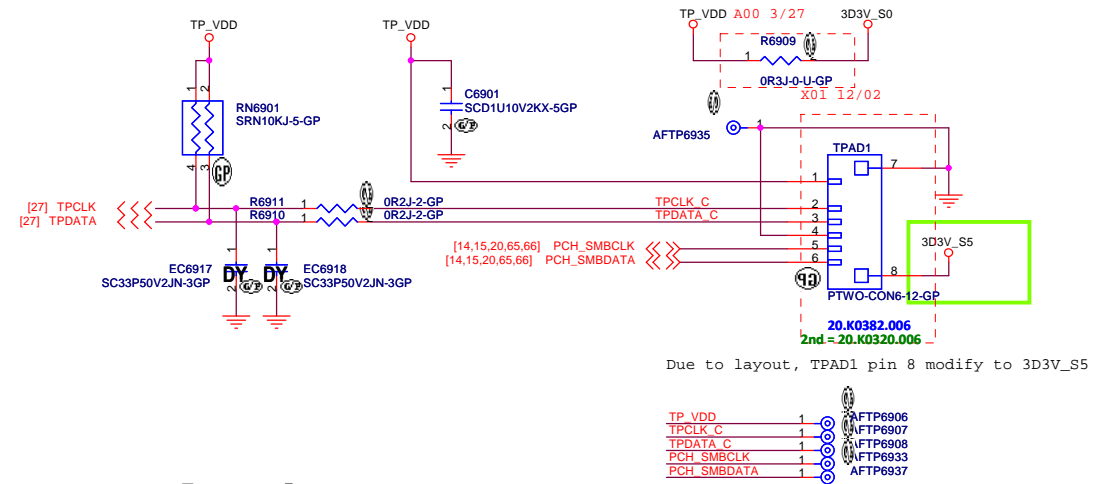 TP_VDD
TP_VDD
TP_VDD A00 3/27 3D3V_S0
R6909
1 2
0R3J-0-U-GP
X01 12/02
1 2
RN6901
SRN10KJ-5-GP
4 3
GP
1
C6901
SCD1U10V2KX-5GP
2 G/P
AFTP6935 1
TPAD1
7
1
[27] TPCLK R6911 1 0R2J-2-GP TPCLK_C 2
[27] TPDATA R6910 1 0R2J-2-GP TPDATA_C 3
4
[14,15,20,65,66] PCH_SMBCLK 5
[14,15,20,65,66] PCH_SMBDATA 6
3D3V_S5
8
GP
PTWO-CON6-12-GP
1 1
EC6917 DY DY EC6918
SC33P50V2JN-3GP 2 G/P 2 G/P SC33P50V2JN-3GP
20.K0382.006
2nd = 20.K0320.006
Due to layout, TPAD1 pin 8 modify to 3D3V_S5
TP_VDD 1 AFTP6906
TPCLK_C 1 AFTP6907
TPDATA_C 1 AFTP6908
PCH_SMBCLK 1 AFTP6933
PCH_SMBDATA 1 AFTP6937